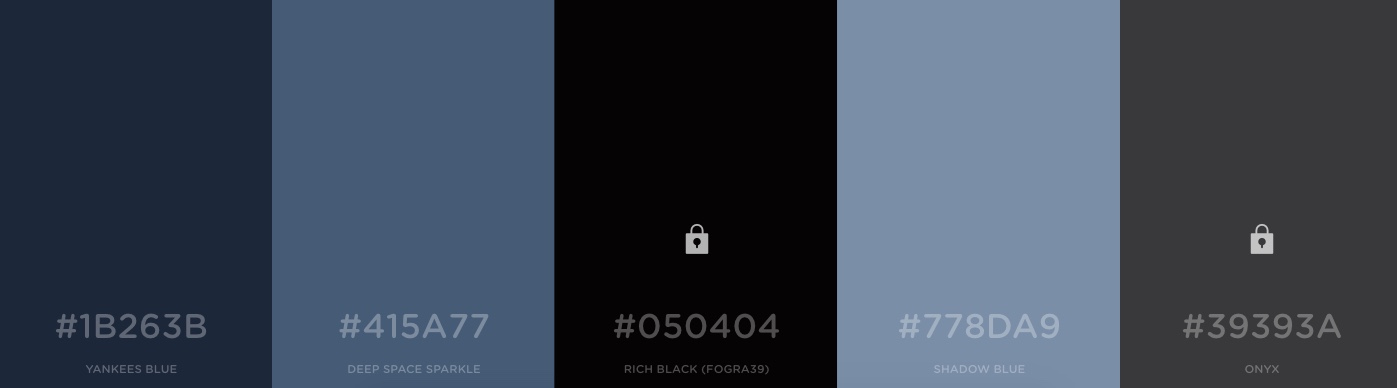 #1B263B
YANKEES BLUE
#415A77
DEEP SPACE SPARKLE
#050404
RICH BLACK (FOGRA39)
#778DA9
SHADOW BLUE
#39393A
ONYX